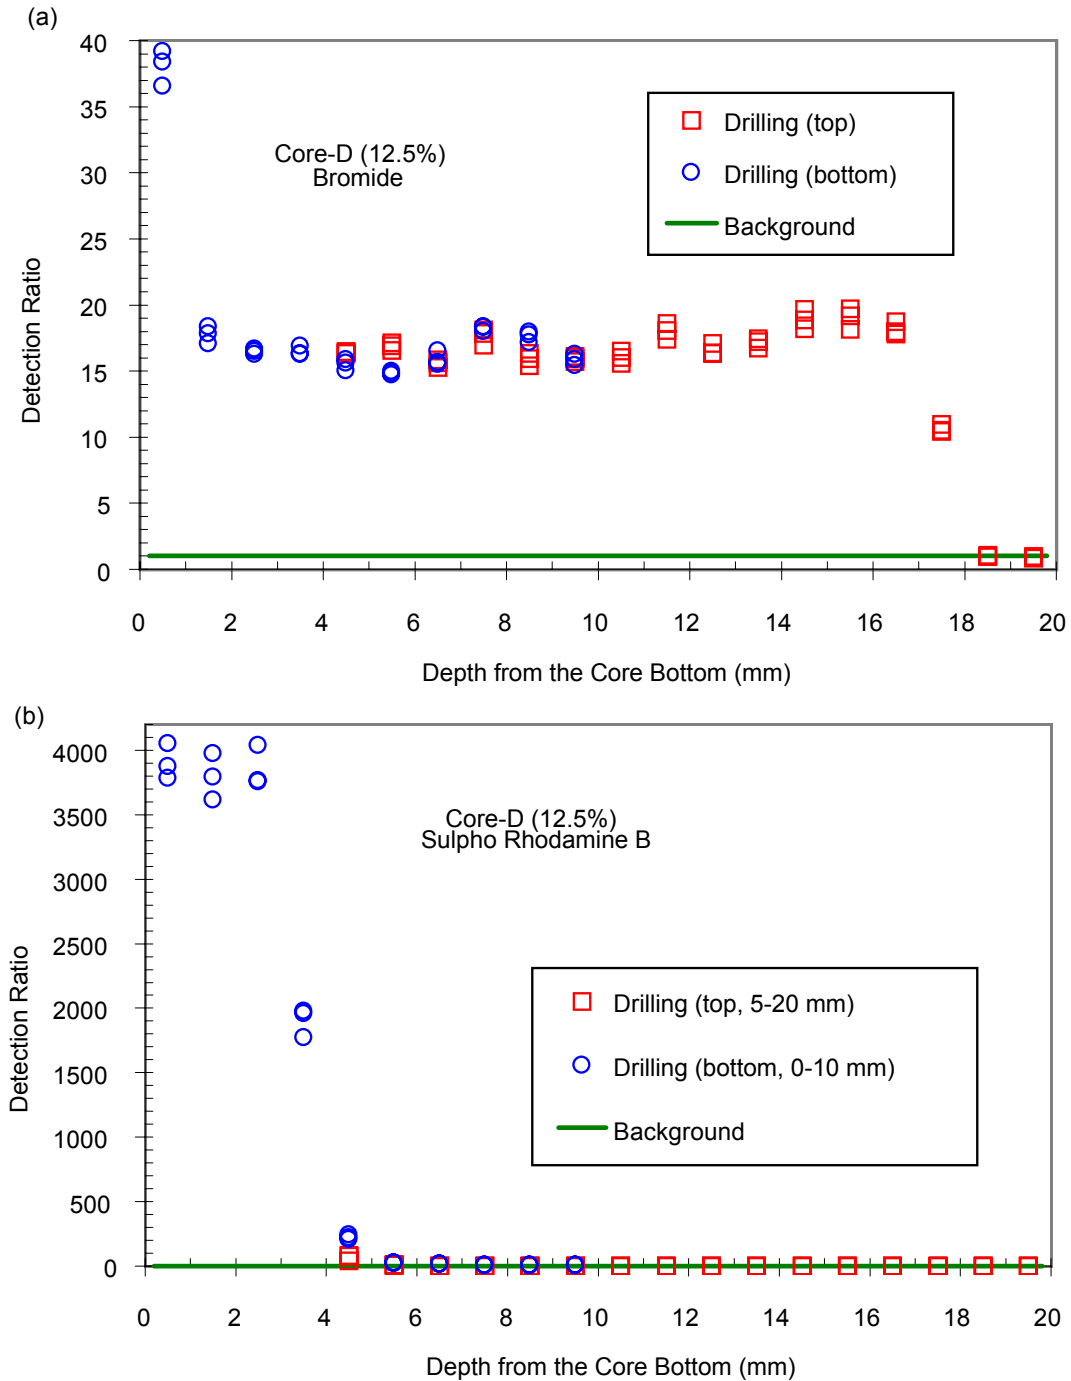 (a)
40
35
30
25
20
15
10
5
0
Detection Ratio
Core-D (12.5%)
Bromide
Drilling (top)
Drilling (bottom)
Background
0 2 4 6 8 10 12 14 16 18 20
Depth from the Core Bottom (mm)
(b)
4000
3500
3000
2500
2000
1500
1000
500
0
Detection Ratio
Core-D (12.5%)
Sulpho Rhodamine B
Drilling (top, 5-20 mm)
Drilling (bottom, 0-10 mm)
Background
0 2 4 6 8 10 12 14 16 18 20
Depth from the Core Bottom (mm)